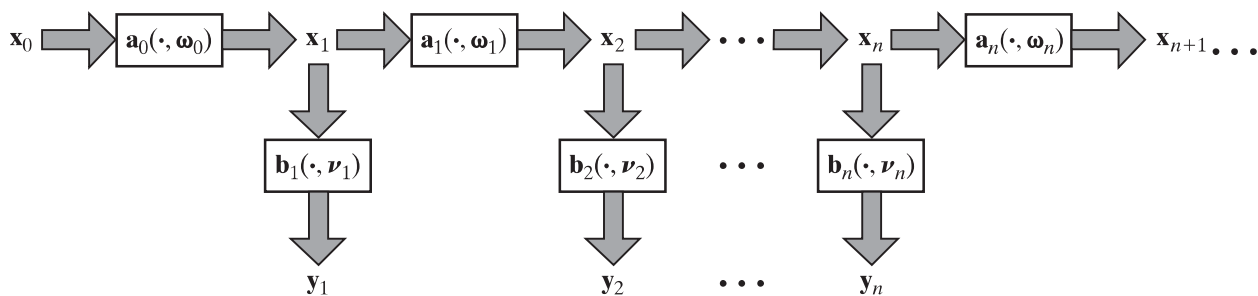 x₀ a₀(·, ω₀) x₁ a₁(·, ω₁) x₂ ··· xₙ aₙ(·, ωₙ) xₙ₊₁ ...
b₁(·, ν₁) b₂(·, ν₂) ··· bₙ(·, νₙ)
y₁ y₂ ··· yₙ